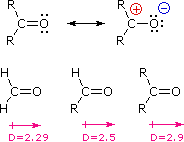 R R
C=O C–O
R R
H R R
C=O C=O C=O
H H R
D=2.29 D=2.5 D=2.9